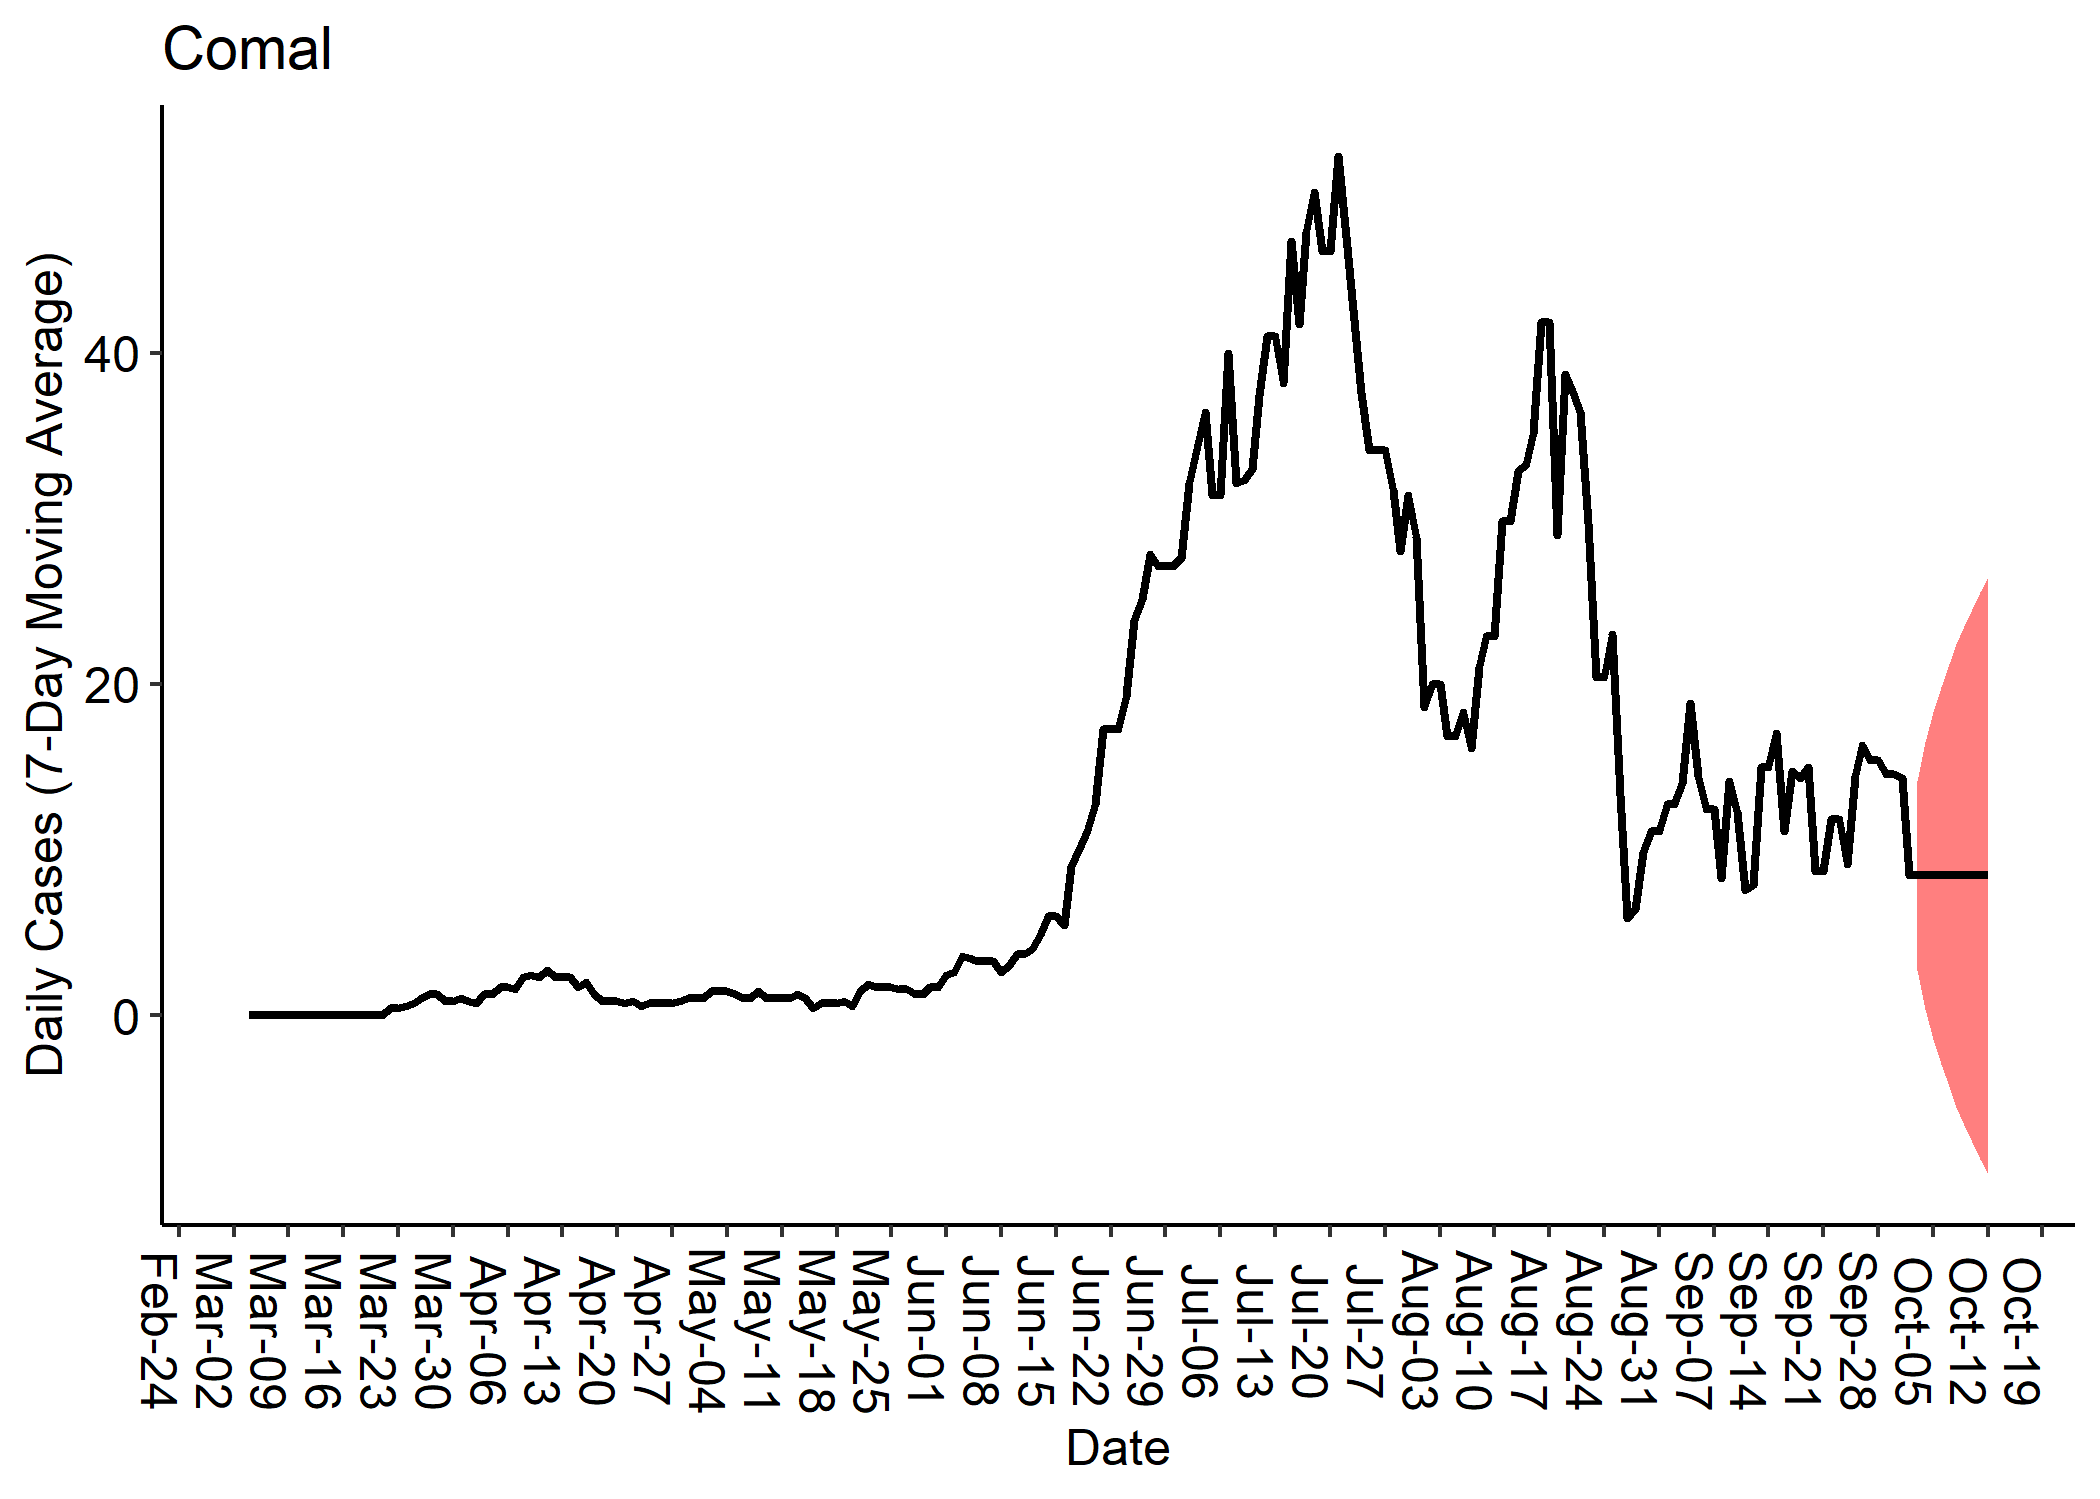 Comal
Daily Cases (7-Day Moving Average)
40
20
0
Feb-24
Mar-02
Mar-09
Mar-16
Mar-23
Mar-30
Apr-06
Apr-13
Apr-20
Apr-27
May-04
May-11
May-18
May-25
Jun-01
Jun-08
Jun-15
Jun-22
Jun-29
Jul-06
Jul-13
Jul-20
Jul-27
Aug-03
Aug-10
Aug-17
Aug-24
Aug-31
Sep-07
Sep-14
Sep-21
Sep-28
Oct-05
Oct-12
Oct-19
Date